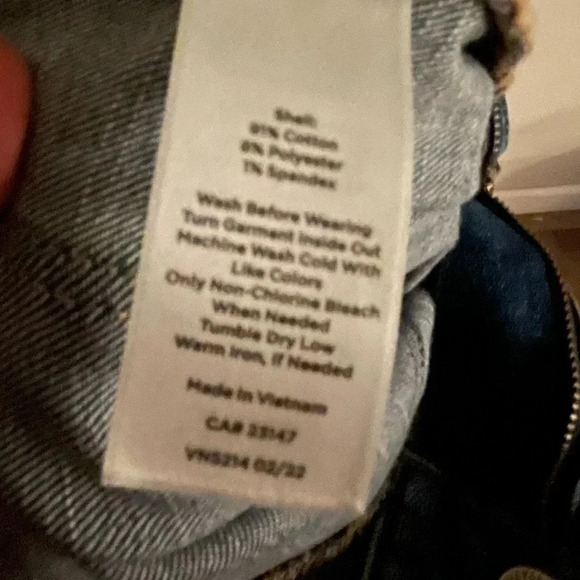 Shell:
91% Cotton
8% Polyester
1% Spandex
Wash Before Wearing
Turn Garment Inside Out
Machine Wash Cold With
Like Colors
Only Non-Chlorine Bleach
When Needed
Tumble Dry Low
Warm Iron, If Needed
Made In Vietnam
CA# 23147
VN5214 02/22